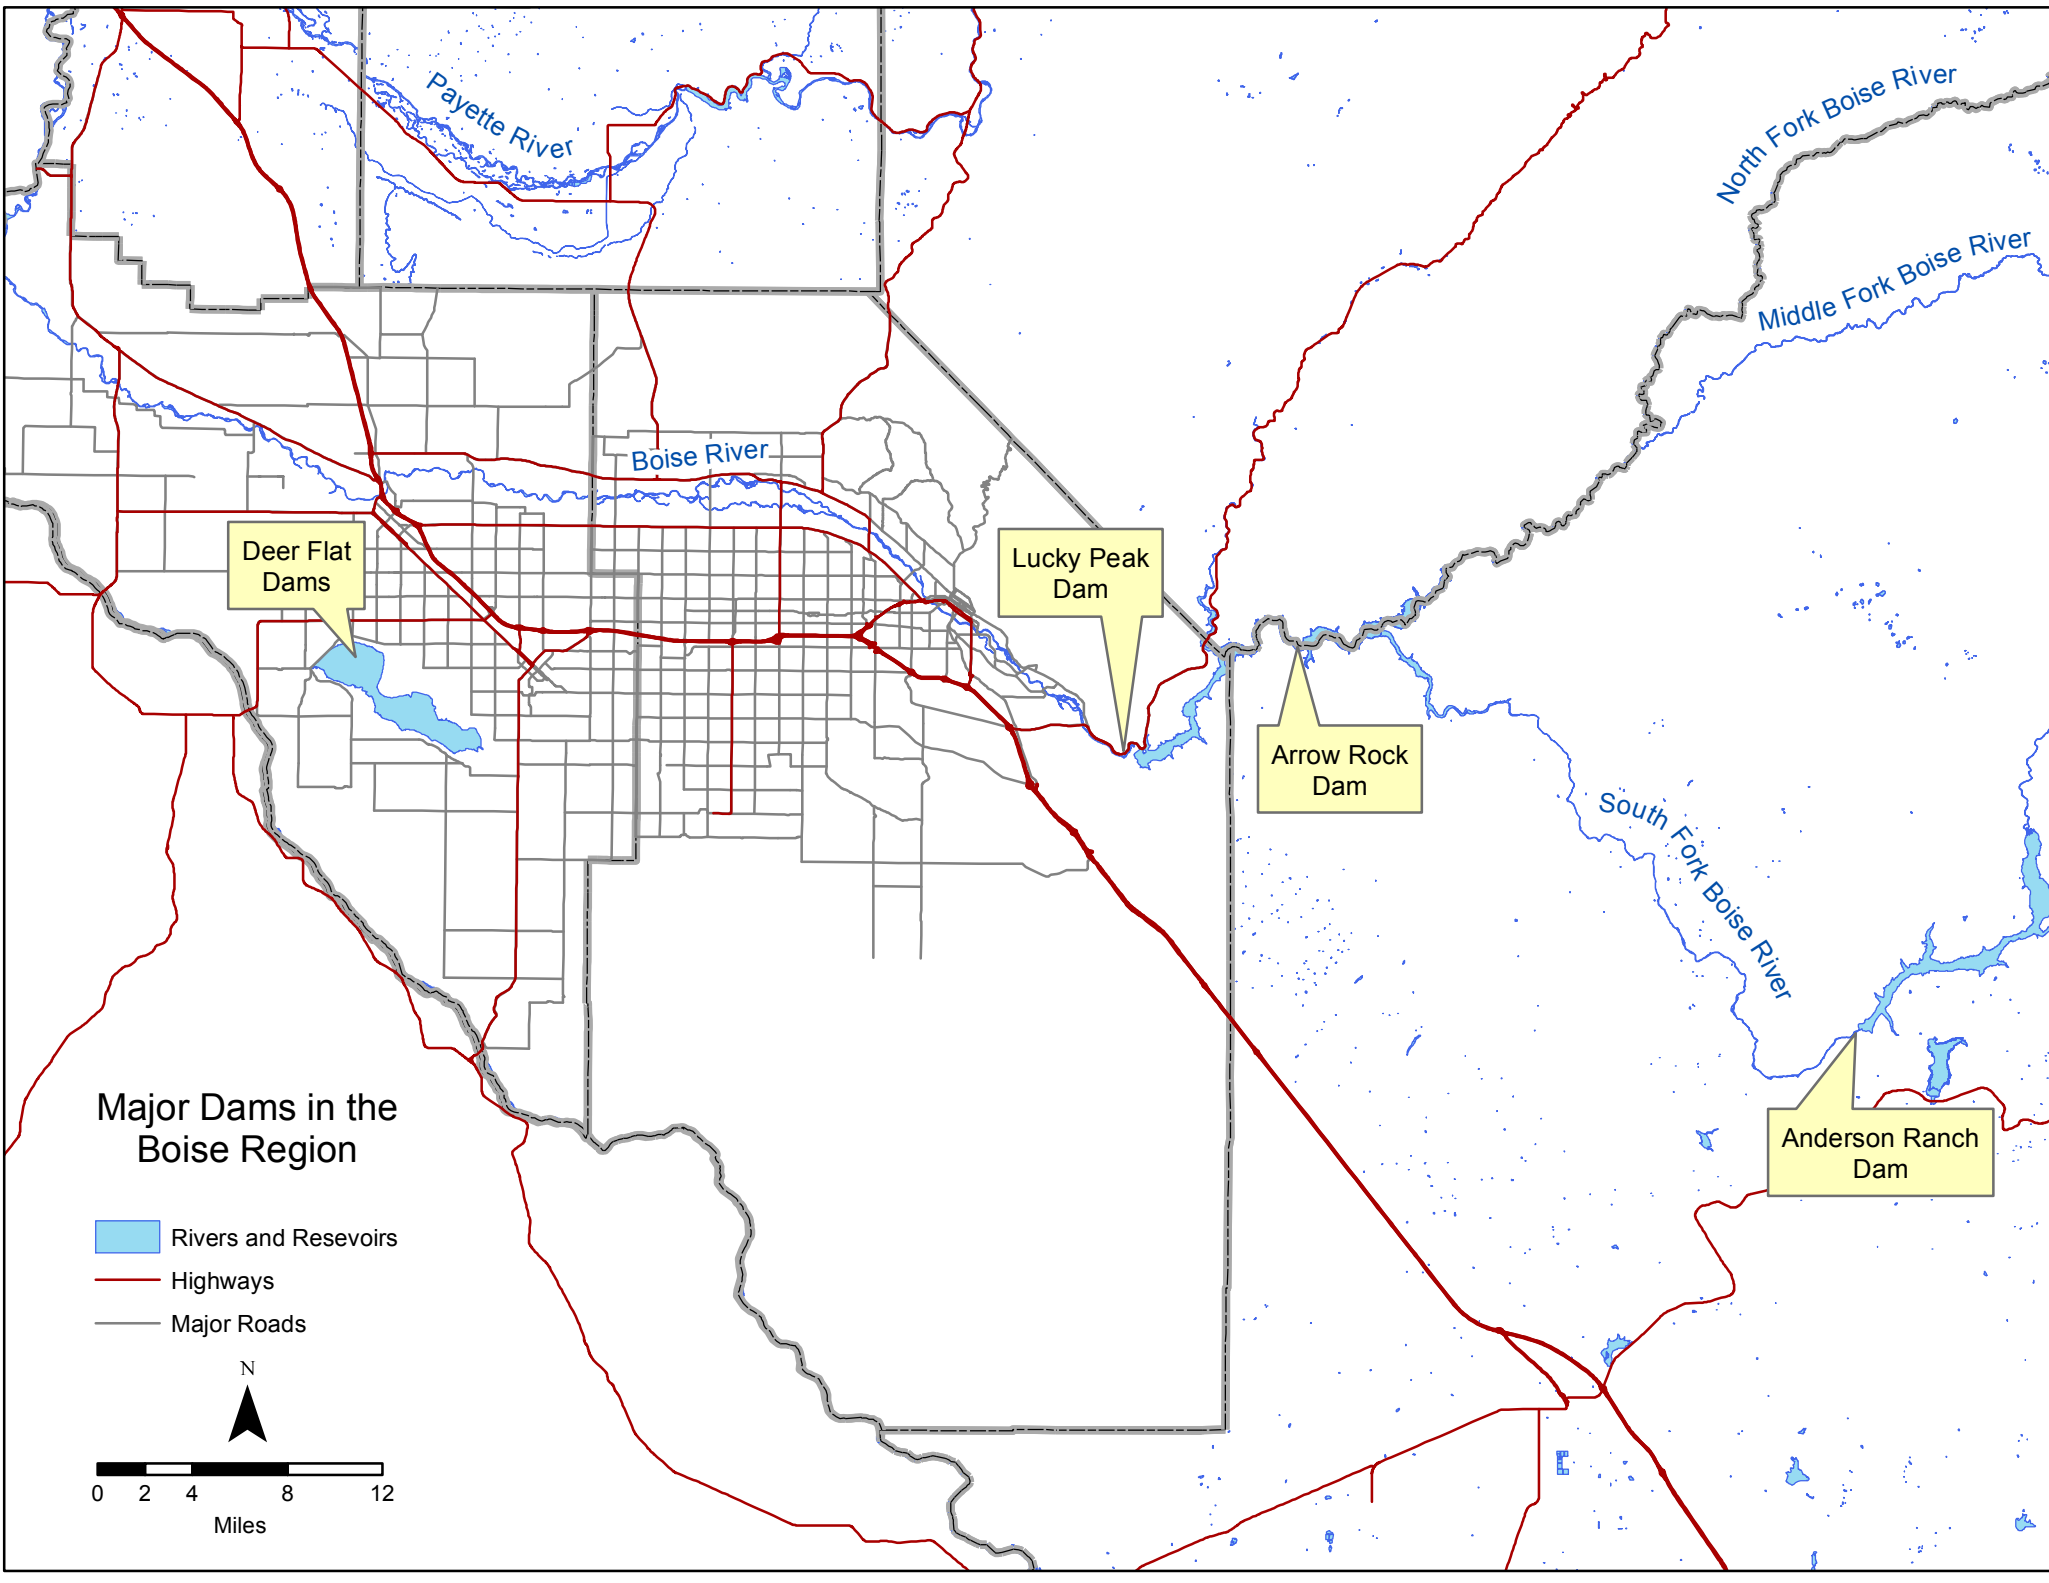 Payette River
North Fork Boise River
Middle Fork Boise River
Boise River
Deer Flat
Dams
Lucky Peak
Dam
Arrow Rock
Dam
South Fork Boise River
Anderson Ranch
Dam
Major Dams in the
Boise Region
Rivers and Resevoirs
Highways
Major Roads
N
0 2 4 8 12
Miles